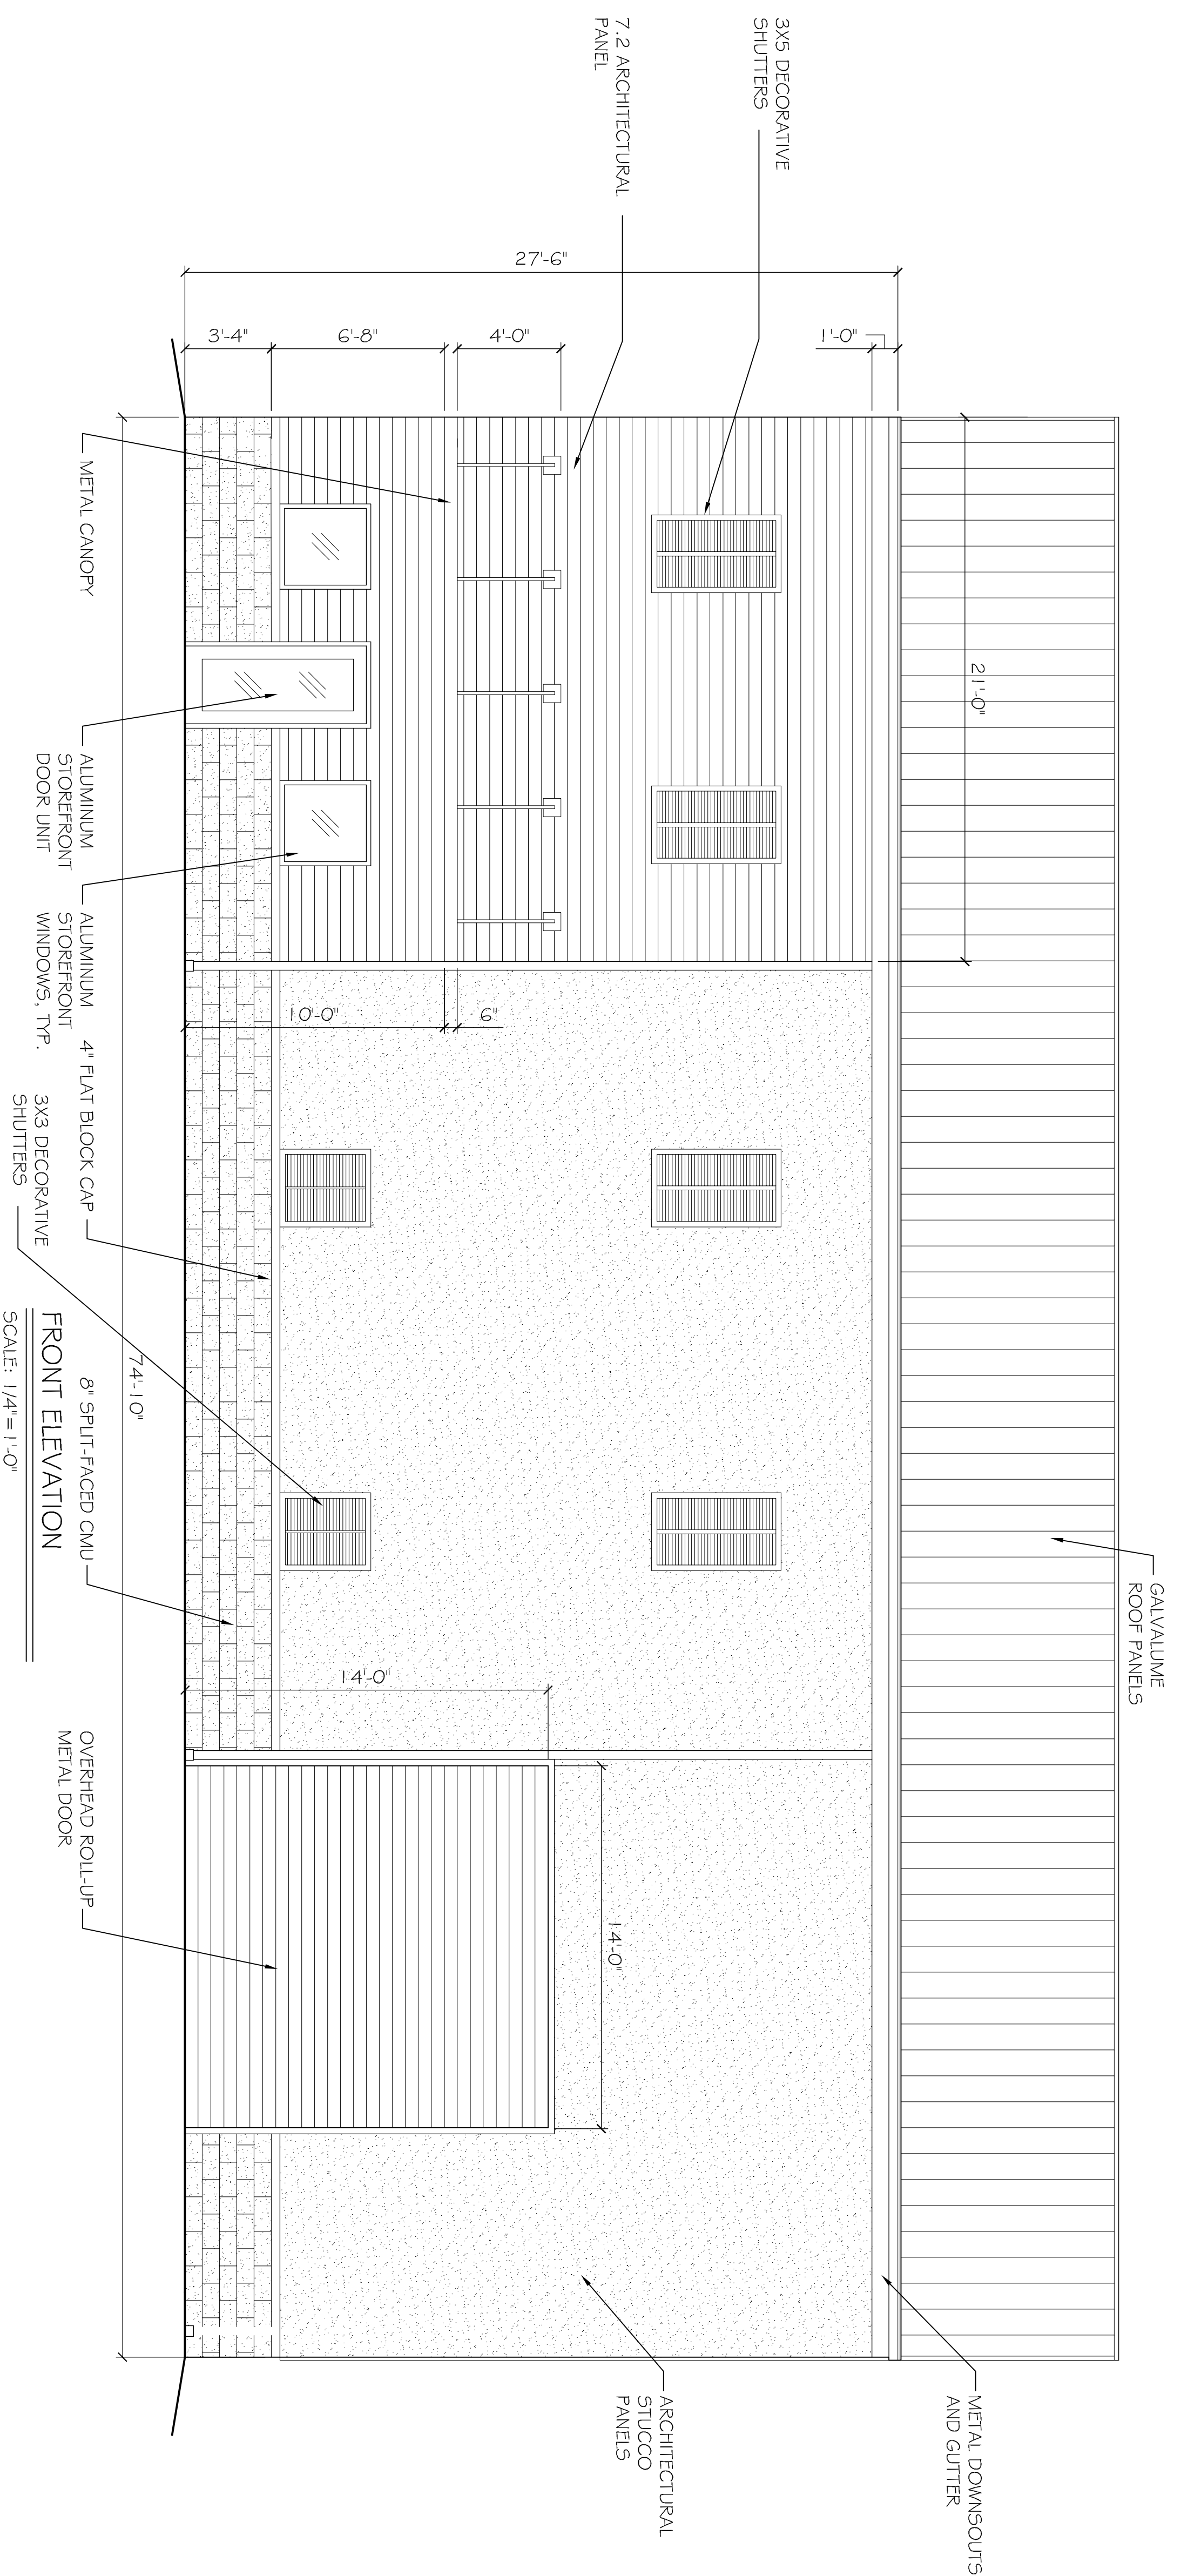 GALVALUME
ROOF PANELS
METAL DOWNSOUTS
AND GUTTER
21'-0"
3X5 DECORATIVE
SHUTTERS
7.2 ARCHITECTURAL
PANEL
27'-6"
1'-0"
4'-0"
6'-8"
3'-4"
6"
10'-0"
14'-0"
14'-0"
ARCHITECTURAL
STUCCO
PANELS
74'-10"
METAL CANOPY
ALUMINUM
STOREFRONT
DOOR UNIT
ALUMINUM
STOREFRONT
WINDOWS, TYP.
4" FLAT BLOCK CAP
3X3 DECORATIVE
SHUTTERS
8" SPLIT-FACED CMU
OVERHEAD ROLL-UP
METAL DOOR
FRONT ELEVATION
SCALE: 1/4"=1'-0"